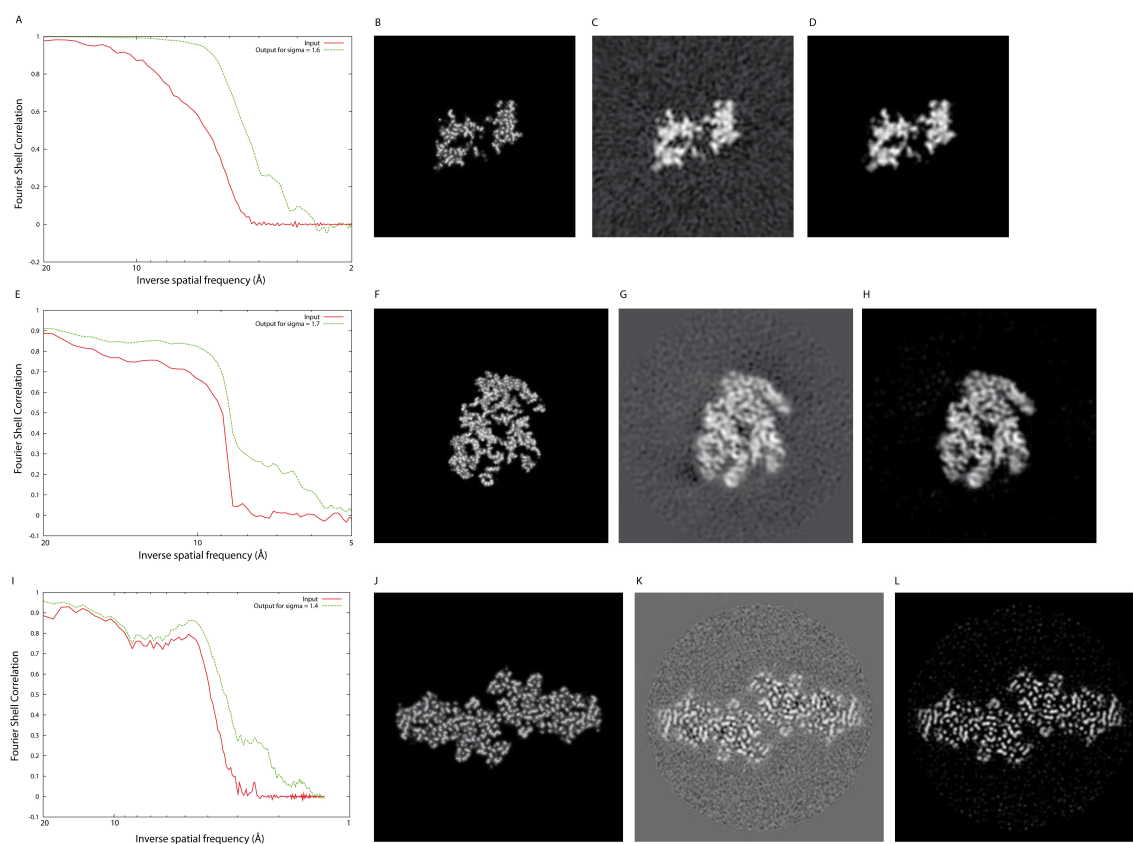 A
B
C
D
1
0.8
0.6
0.4
0.2
0
-0.2
20
10
2
Input
Output for sigma = 1.6
Fourier Shell Correlation
Inverse spatial frequency (Å)
E
F
G
H
1
0.9
0.8
0.7
0.6
0.5
0.4
0.3
0.2
0.1
0
-0.1
20
10
5
Input
Output for sigma = 1.7
Fourier Shell Correlation
Inverse spatial frequency (Å)
I
J
K
L
1
0.9
0.8
0.7
0.6
0.5
0.4
0.3
0.2
0.1
0
-0.1
20
10
1
Input
Output for sigma = 1.4
Fourier Shell Correlation
Inverse spatial frequency (Å)